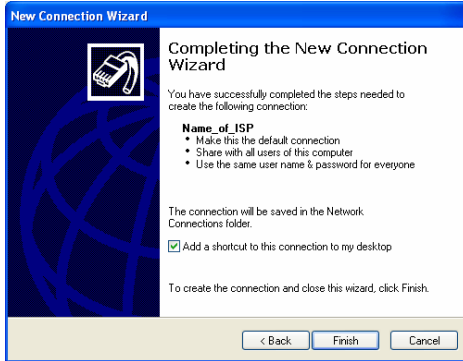 New Connection Wizard
Completing the New Connection
Wizard
You have successfully completed the steps needed to
create the following connection:
Name_of_ISP
• Make this the default connection
• Share with all users of this computer
• Use the same user name & password for everyone
The connection will be saved in the Network
Connections folder.
Add a shortcut to this connection to my desktop
To create the connection and close this wizard, click Finish.
< Back Finish Cancel